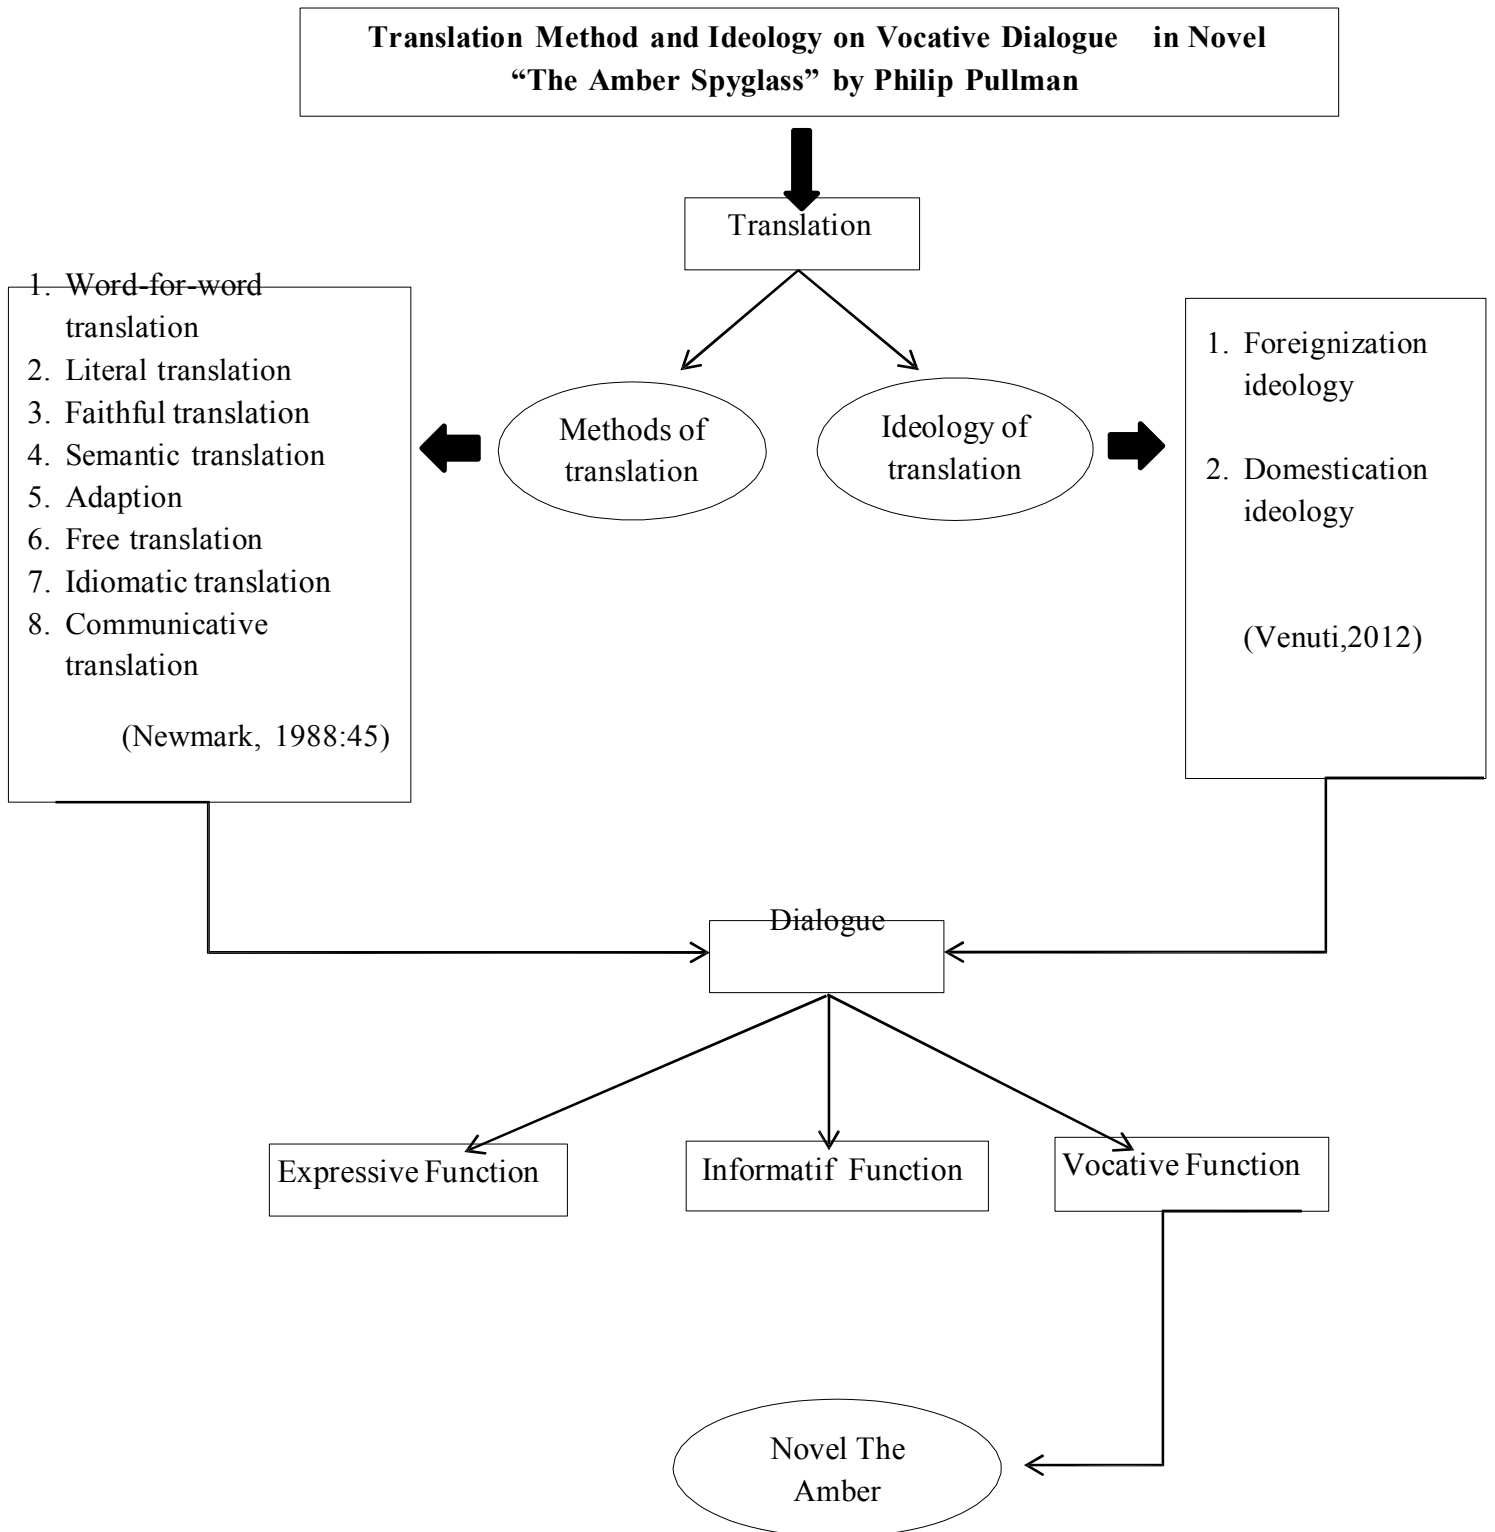 Translation Method and Ideology on Vocative Dialogue in Novel
“The Amber Spyglass” by Philip Pullman
Translation
1. Word-for-word
translation
2. Literal translation
3. Faithful translation
4. Semantic translation
5. Adaption
6. Free translation
7. Idiomatic translation
8. Communicative
translation
(Newmark, 1988:45)
Methods of
translation
Ideology of
translation
1. Foreignization
ideology
2. Domestication
ideology
(Venuti,2012)
Dialogue
Expressive Function
Informatif Function
Vocative Function
Novel The
Amber